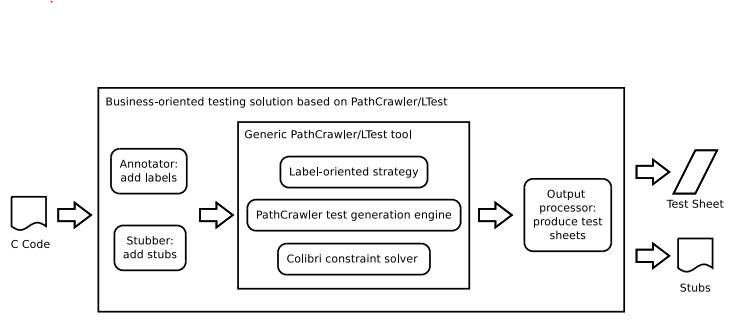 Business-oriented testing solution based on PathCrawler/LTest
Generic PathCrawler/LTest tool
Annotator:
add labels
Label-oriented strategy
Output
processor:
produce test
sheets
Test Sheet
PathCrawler test generation engine
C Code
Stubber:
add stubs
Colibri constraint solver
Stubs